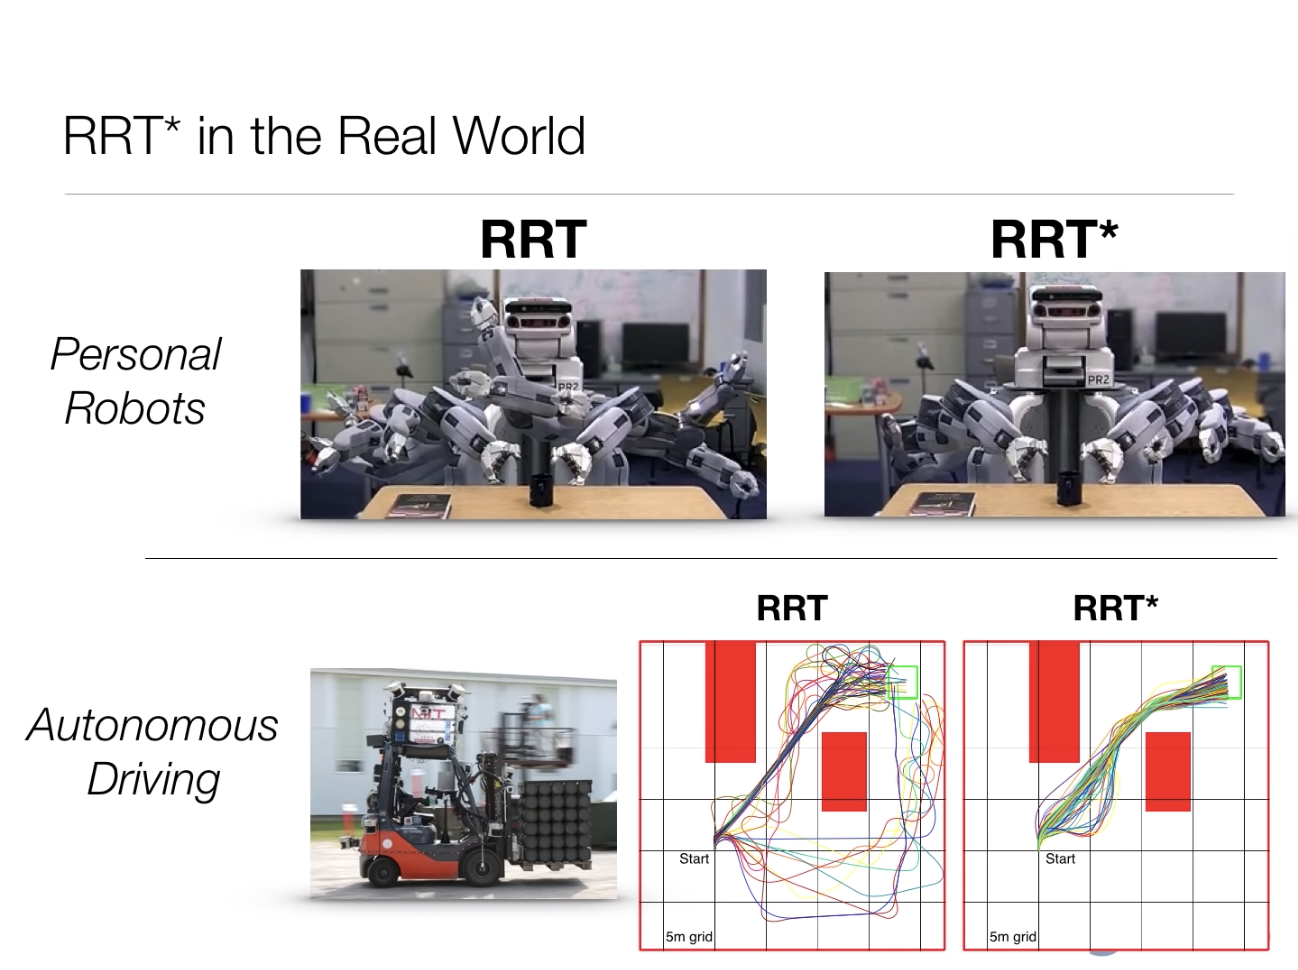 RRT* in the Real World
RRT
RRT*
Personal
Robots
PR2
PR2
RRT
RRT*
Autonomous
Driving
MIT
Start
Start
5m grid
5m grid